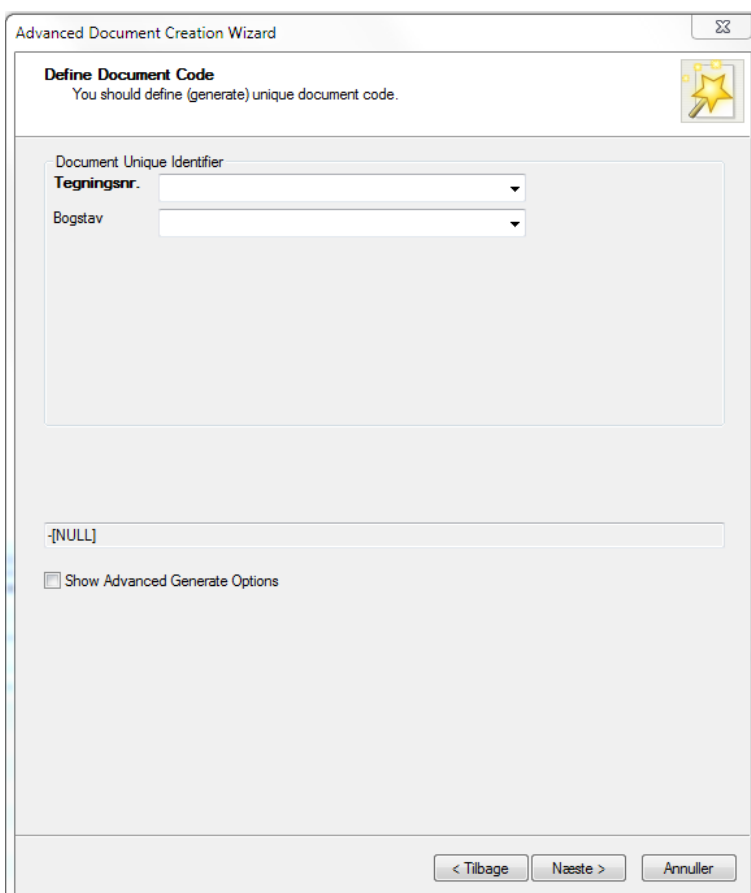 Advanced Document Creation Wizard
Define Document Code
You should define (generate) unique document code.
Document Unique Identifier
Tegningsnr.
Bogstav
-[NULL]
Show Advanced Generate Options
< Tilbage Næste > Annuller